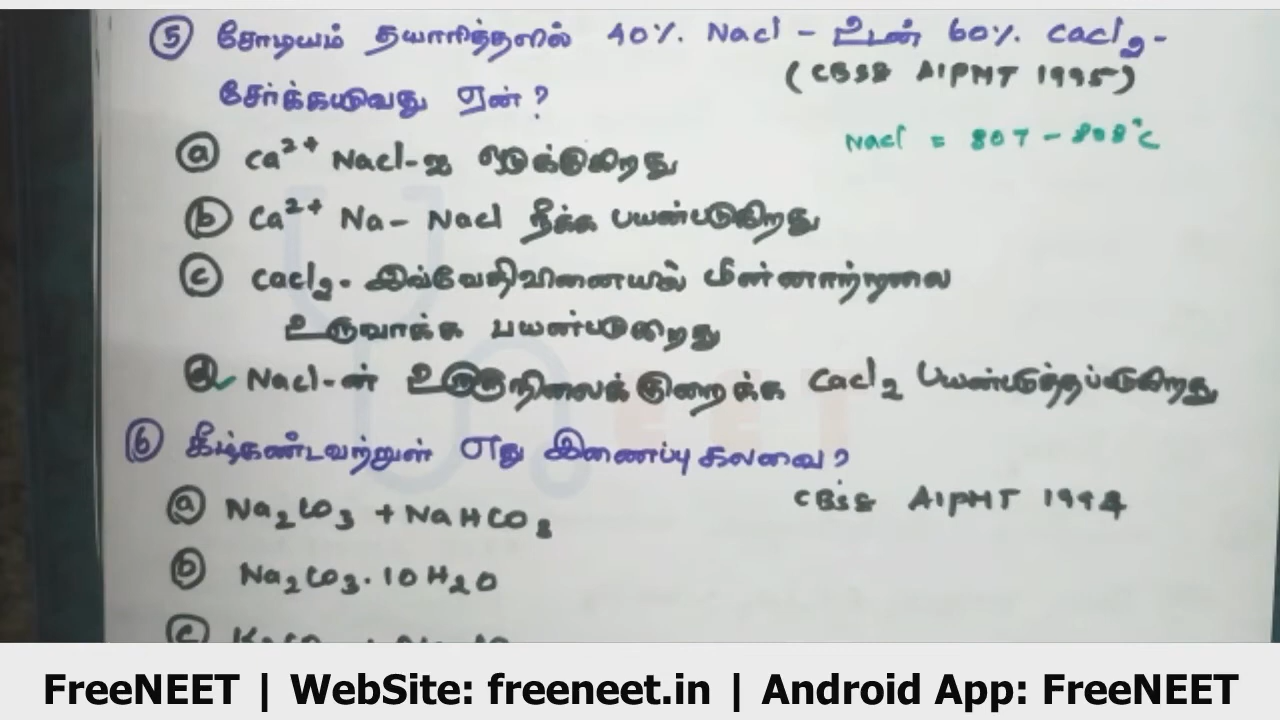 5 சோடியம் தயாரித்தலில் 40%. Nacl - உடன் 60%. cacl2-
(CBSE AIPMT 1995)
சேர்க்கபடுவது ஏன்?
Nacl = 807 - 808°C
a Ca2+ Nacl-ஐ ஒடுக்குகிறது
b Ca2+ Na- Nacl நீக்க பயன்படுகிறது
c cacl2- இவ்வேதிவினையில் மின்னாற்றலை
உருவாக்க பயன்படுகிறது
d Nacl-ன் உருகுநிலைக் குறைக்க cacl2 பயன்படுத்தப்படுகிறது
6 கீழ்கண்டவற்றுள் எது இணைப்பு கலவை?
CBSE AIPMT 1994
a Na2CO3 + NaHCO3
b Na2CO3.10H2O
c
FreeNEET | WebSite: freeneet.in | Android App: FreeNEET